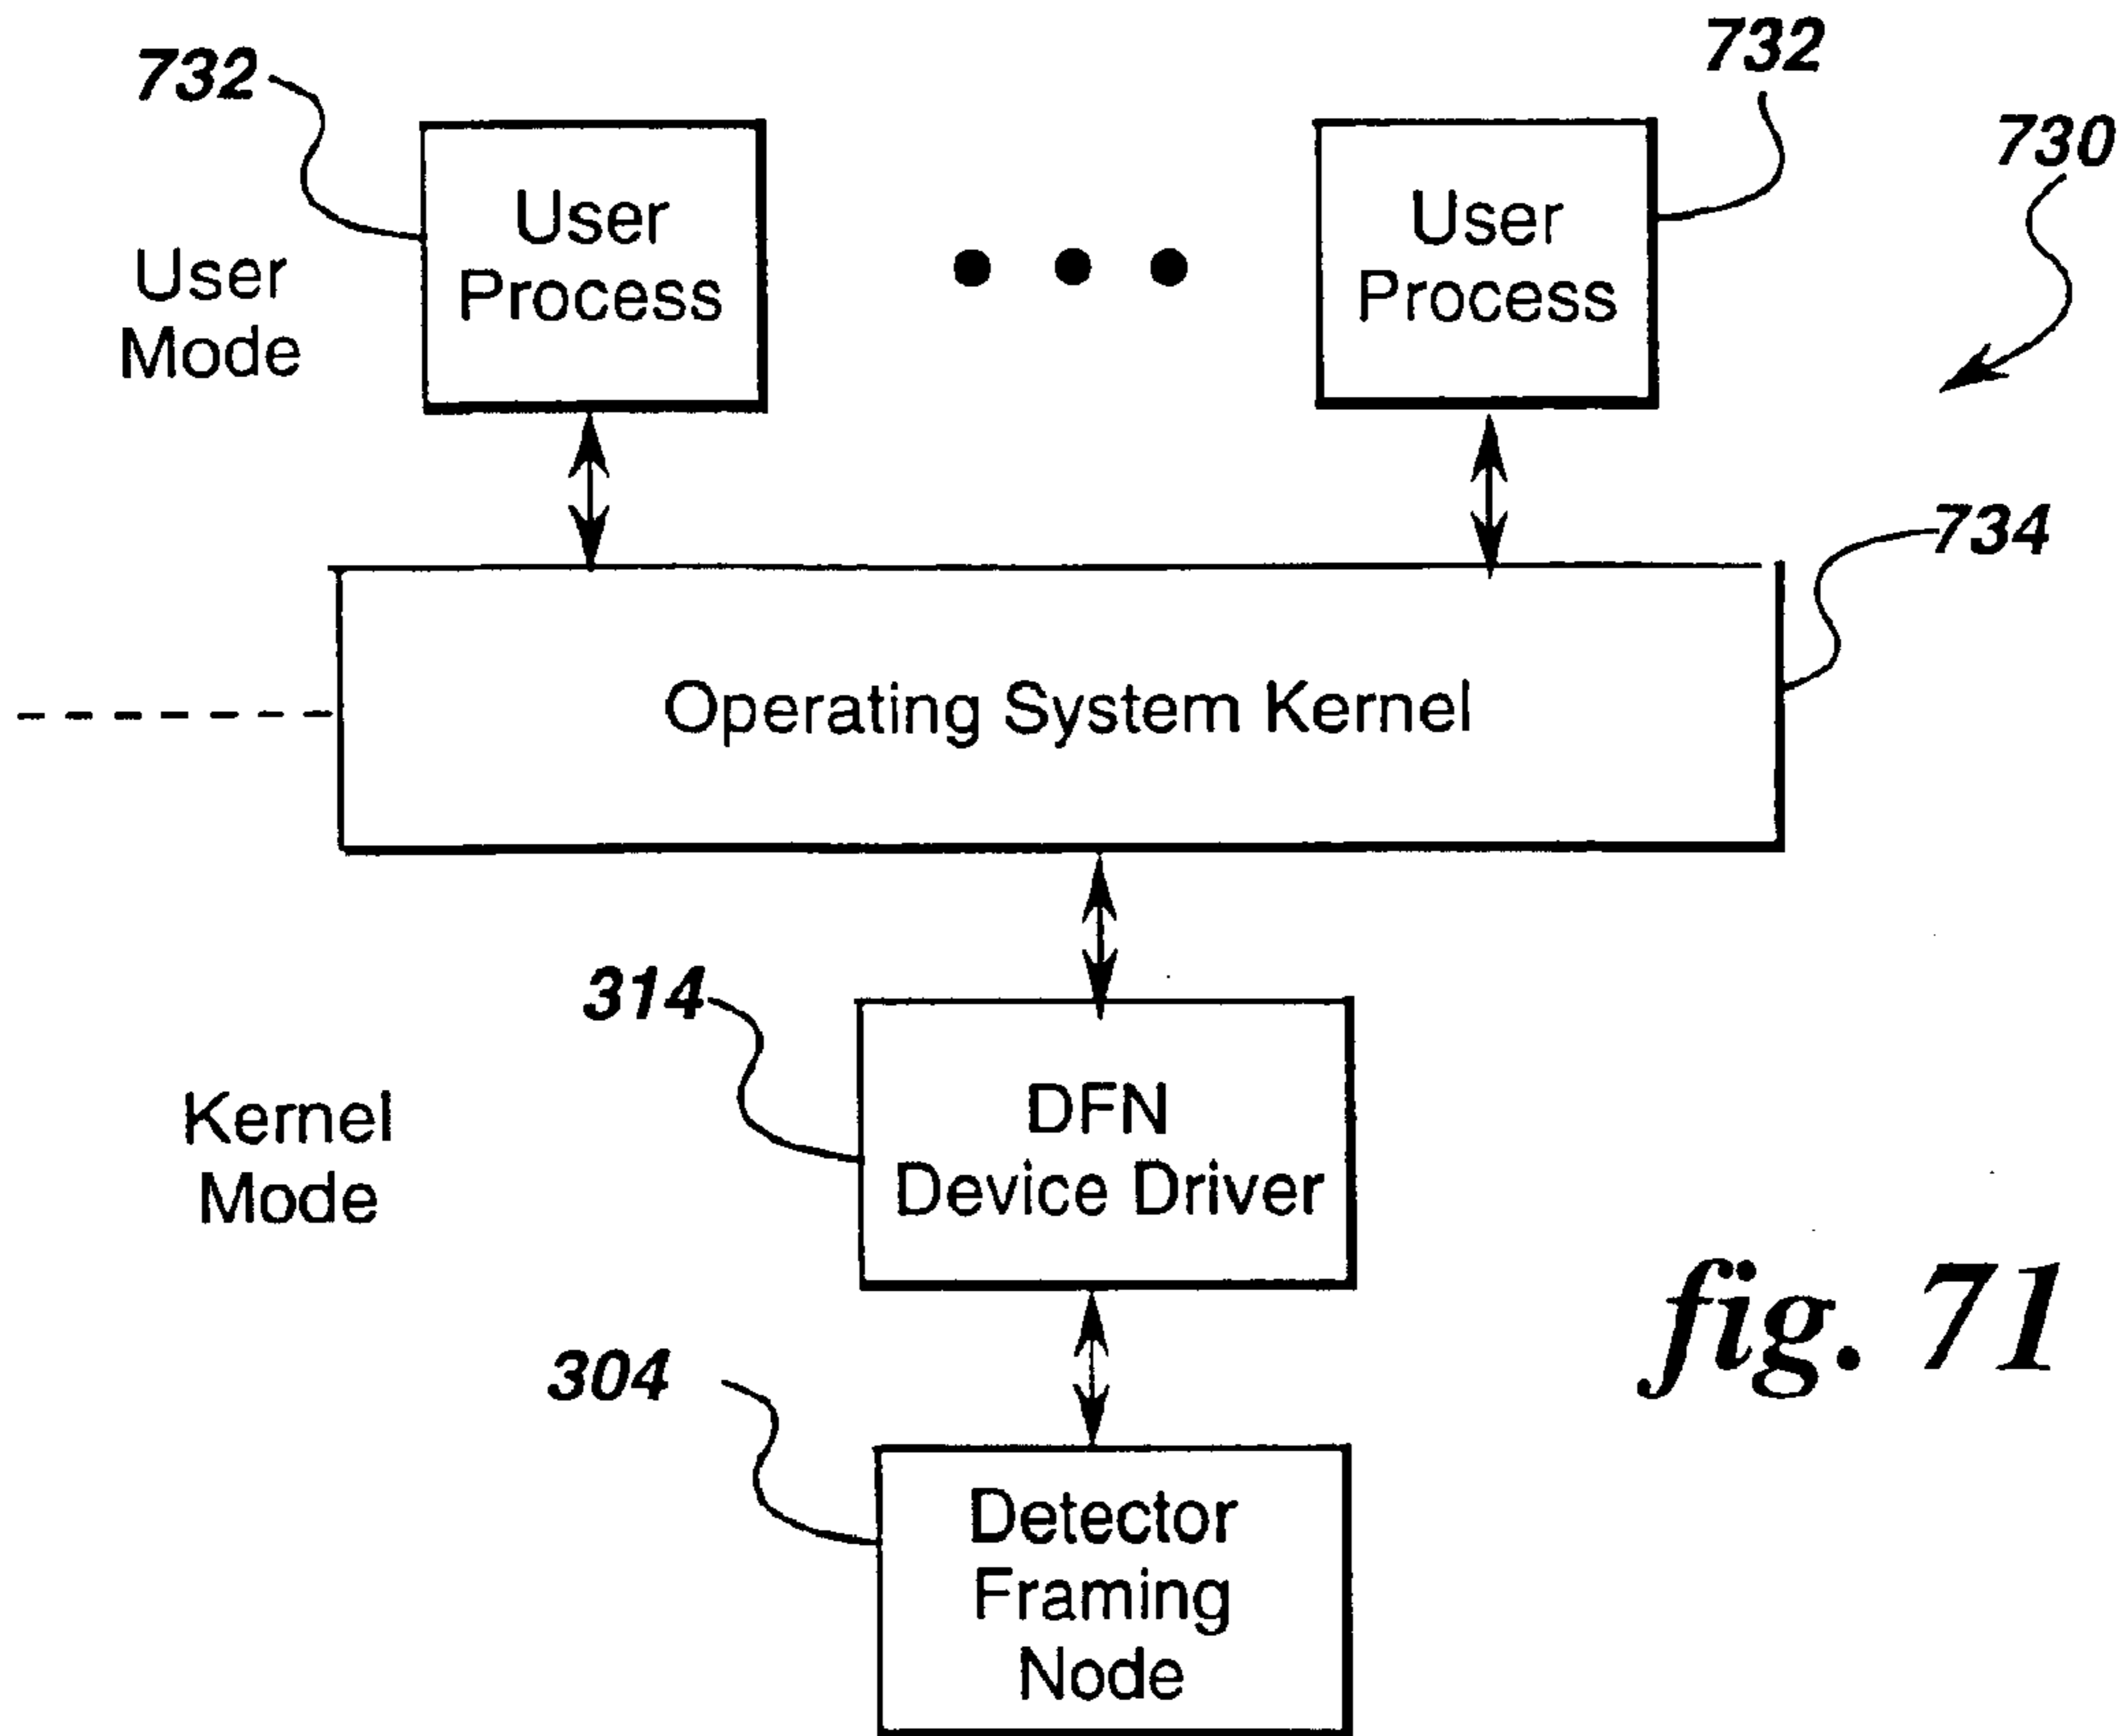 732
732
730
User
Process
User
Process
User
Mode
734
Operating System Kernel
314
DFN
Device Driver
Kernel
Mode
fig. 71
304
Detector
Framing
Node